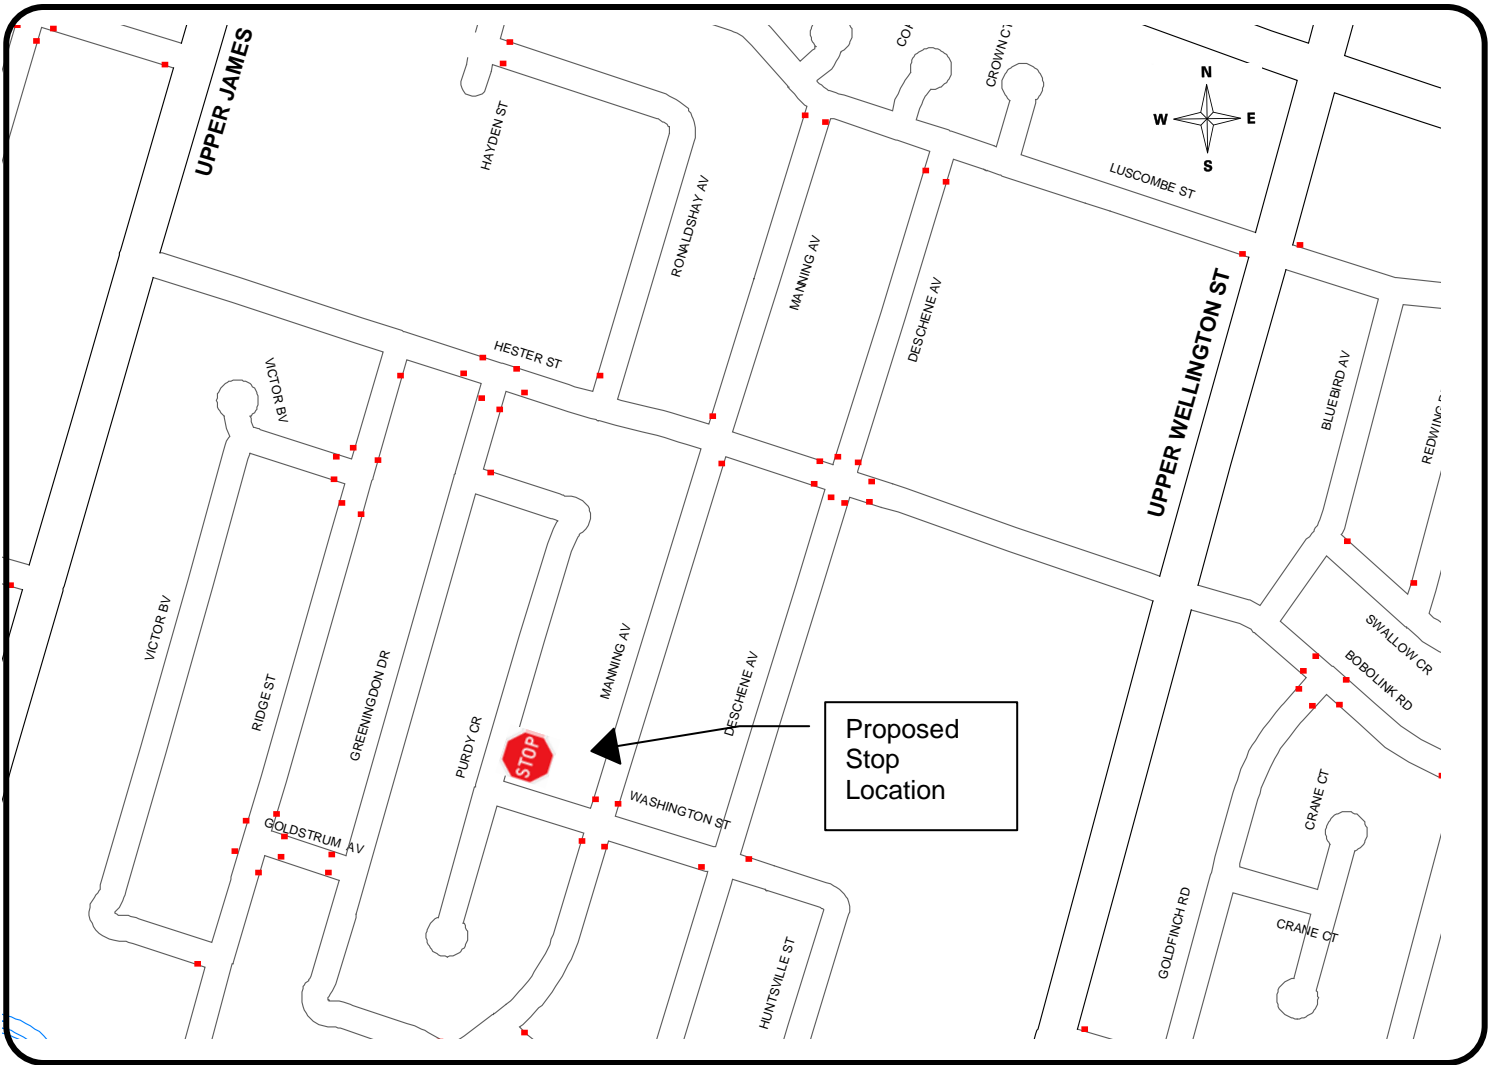 UPPER JAMES
HAYDEN ST
CROWN CT
N
W E
S
LUSCOMBE ST
RONALDSHAY AV
MANNING AV
DESCHENE AV
UPPER WELLINGTON ST
HESTER ST
VICTOR BV
BLUEBIRD AV
VICTOR BV
RIDGE ST
GREENINGDON DR
PURDY CR
MANNING AV
DESCHENE AV
SWALLOW CR
BOBOLINK RD
STOP
Proposed
Stop
Location
WASHINGTON ST
GOLDSTRUM AV
CRANE CT
GOLDFINCH RD
CRANE CT
HUNTSVILLE ST